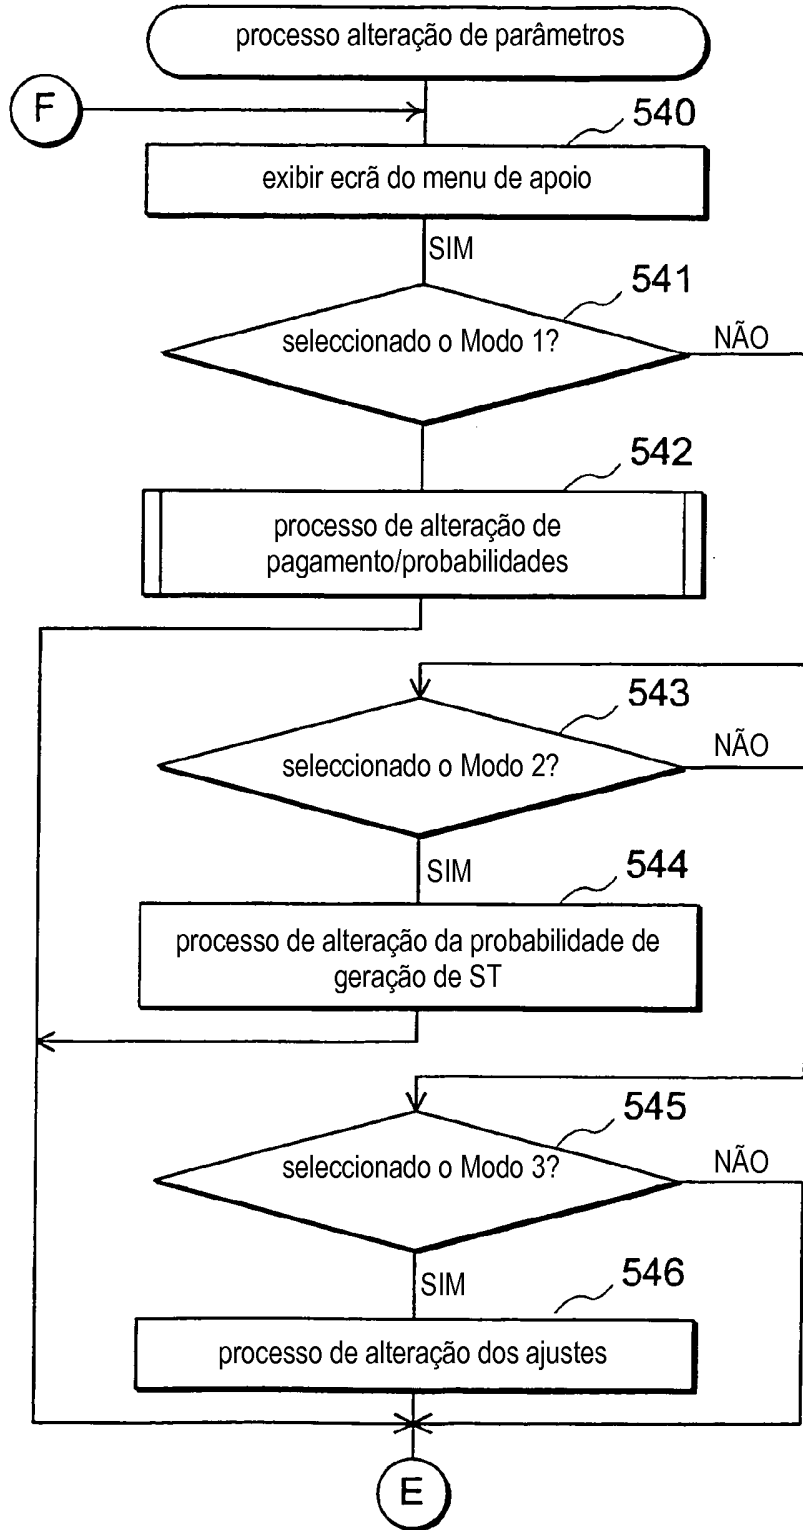 processo alteração de parâmetros
F
540
exibir ecrã do menu de apoio
SIM
541
seleccionado o Modo 1?
NÃO
542
processo de alteração de
pagamento/probabilidades
543
seleccionado o Modo 2?
NÃO
SIM
544
processo de alteração da probabilidade de
geração de ST
545
seleccionado o Modo 3?
NÃO
SIM
546
processo de alteração dos ajustes
E